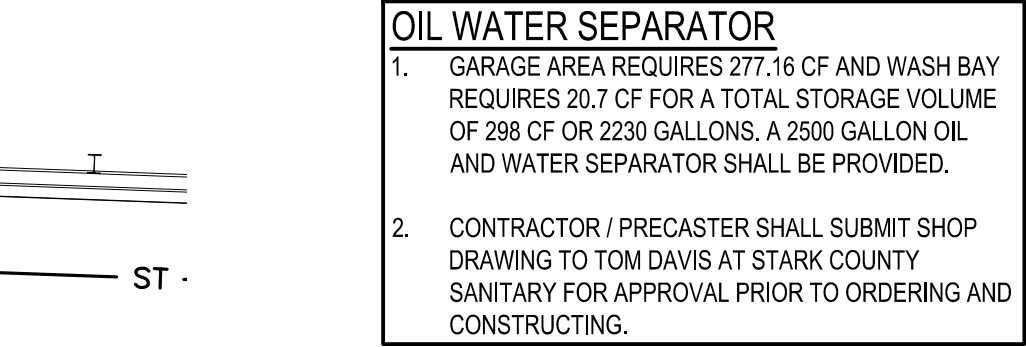 OIL WATER SEPARATOR
1. GARAGE AREA REQUIRES 277.16 CF AND WASH BAY
REQUIRES 20.7 CF FOR A TOTAL STORAGE VOLUME
OF 298 CF OR 2230 GALLONS. A 2500 GALLON OIL
AND WATER SEPARATOR SHALL BE PROVIDED.
2. CONTRACTOR / PRECASTER SHALL SUBMIT SHOP
DRAWING TO TOM DAVIS AT STARK COUNTY
SANITARY FOR APPROVAL PRIOR TO ORDERING AND
CONSTRUCTING.
ST